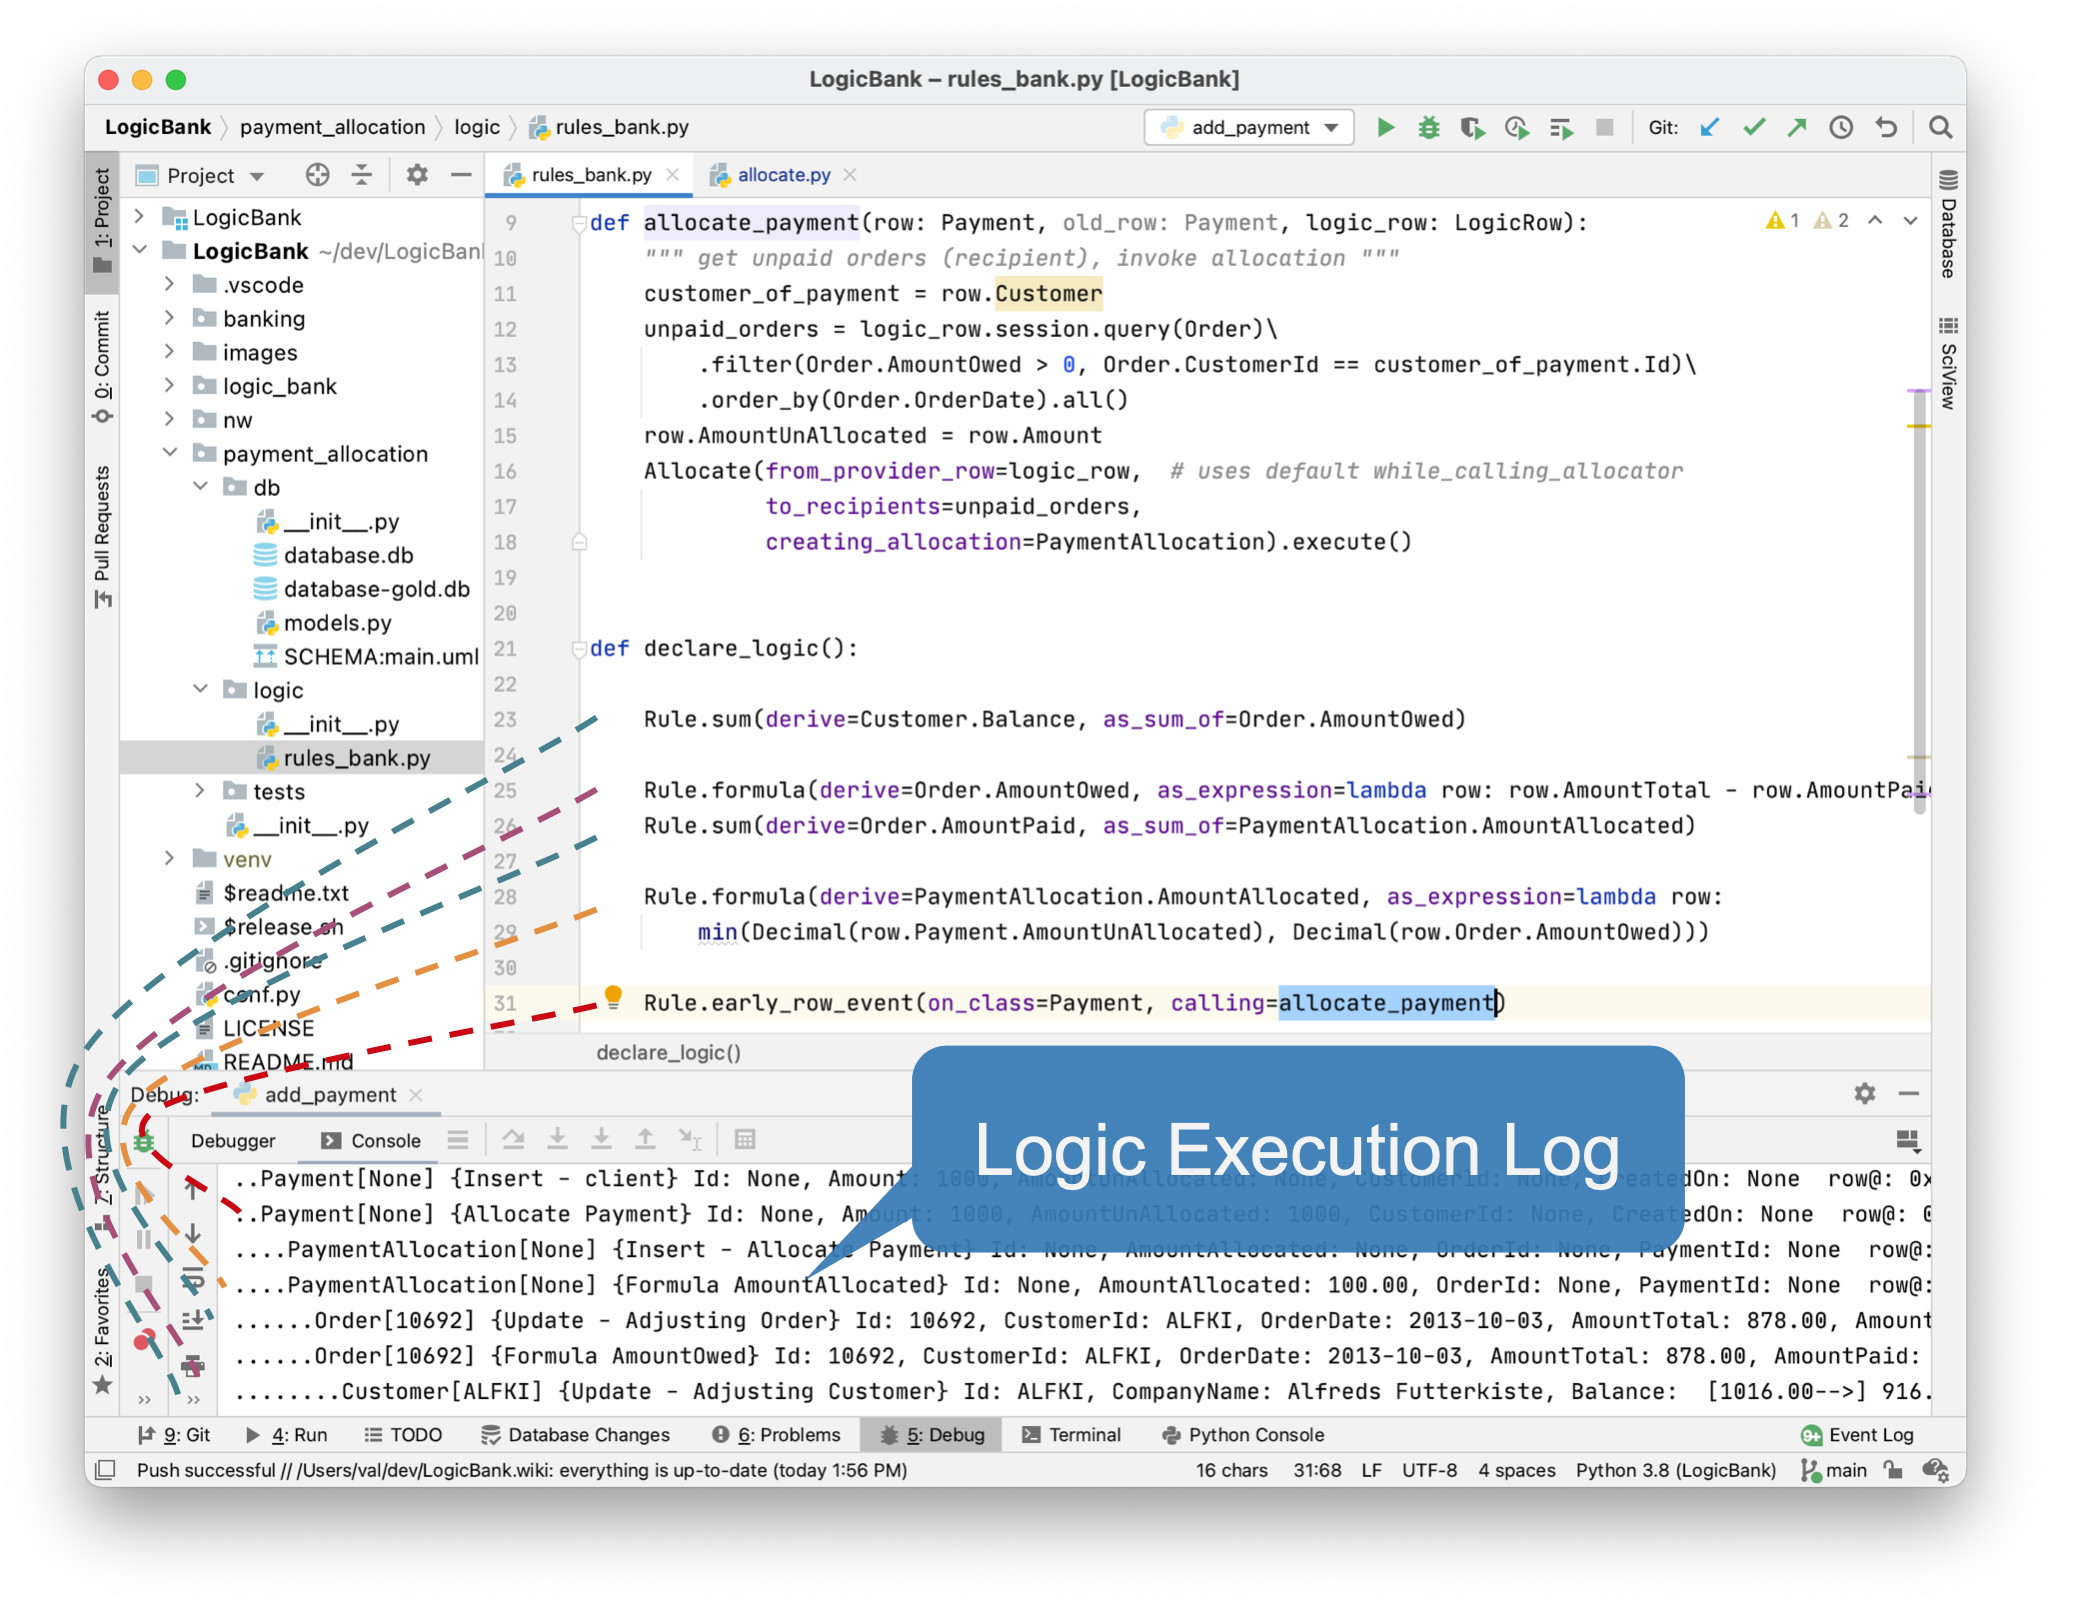 LogicBank – rules_bank.py [LogicBank]
LogicBank payment_allocation logic rules_bank.py add_payment Git:
1: Project
0: Commit
Pull Requests
7: Structure
2: Favorites
Project
LogicBank
LogicBank ~/dev/LogicBank
.vscode
banking
images
logic_bank
nw
payment_allocation
db
__init__.py
database.db
database-gold.db
models.py
SCHEMA:main.uml
logic
__init__.py
rules_bank.py
tests
__init__.py
venv
$readme.txt
$release.sh
.gitignore
conf.py
LICENSE
README.md
rules_bank.py allocate.py
1 2
9 def allocate_payment(row: Payment, old_row: Payment, logic_row: LogicRow):
10 """ get unpaid orders (recipient), invoke allocation """
11 customer_of_payment = row.Customer
12 unpaid_orders = logic_row.session.query(Order)\
13 .filter(Order.AmountOwed > 0, Order.CustomerId == customer_of_payment.Id)\
14 .order_by(Order.OrderDate).all()
15 row.AmountUnAllocated = row.Amount
16 Allocate(from_provider_row=logic_row, # uses default while_calling_allocator
17 to_recipients=unpaid_orders,
18 creating_allocation=PaymentAllocation).execute()
19
20
21 def declare_logic():
22
23 Rule.sum(derive=Customer.Balance, as_sum_of=Order.AmountOwed)
24
25 Rule.formula(derive=Order.AmountOwed, as_expression=lambda row: row.AmountTotal - row.AmountPaid
26 Rule.sum(derive=Order.AmountPaid, as_sum_of=PaymentAllocation.AmountAllocated)
27
28 Rule.formula(derive=PaymentAllocation.AmountAllocated, as_expression=lambda row:
29 min(Decimal(row.Payment.AmountUnAllocated), Decimal(row.Order.AmountOwed)))
30
31 Rule.early_row_event(on_class=Payment, calling=allocate_payment)
declare_logic()
Database
SciView
Debug: add_payment
Debugger Console
Logic Execution Log
..Payment[None] {Insert - client} Id: None, Amount: 1000, AmountUnAllocated: None, CustomerId: None, CreatedOn: None row@: 0x
..Payment[None] {Allocate Payment} Id: None, Amount: 1000, AmountUnAllocated: 1000, CustomerId: None, CreatedOn: None row@: 0
....PaymentAllocation[None] {Insert - Allocate Payment} Id: None, AmountAllocated: None, OrderId: None, PaymentId: None row@:
....PaymentAllocation[None] {Formula AmountAllocated} Id: None, AmountAllocated: 100.00, OrderId: None, PaymentId: None row@:
......Order[10692] {Update - Adjusting Order} Id: 10692, CustomerId: ALFKI, OrderDate: 2013-10-03, AmountTotal: 878.00, Amount
......Order[10692] {Formula AmountOwed} Id: 10692, CustomerId: ALFKI, OrderDate: 2013-10-03, AmountTotal: 878.00, AmountPaid:
........Customer[ALFKI] {Update - Adjusting Customer} Id: ALFKI, CompanyName: Alfreds Futterkiste, Balance: [1016.00-->] 916.
9: Git 4: Run TODO Database Changes 6: Problems 5: Debug Terminal Python Console 9+ Event Log
Push successful // /Users/val/dev/LogicBank.wiki: everything is up-to-date (today 1:56 PM) 16 chars 31:68 LF UTF-8 4 spaces Python 3.8 (LogicBank) main